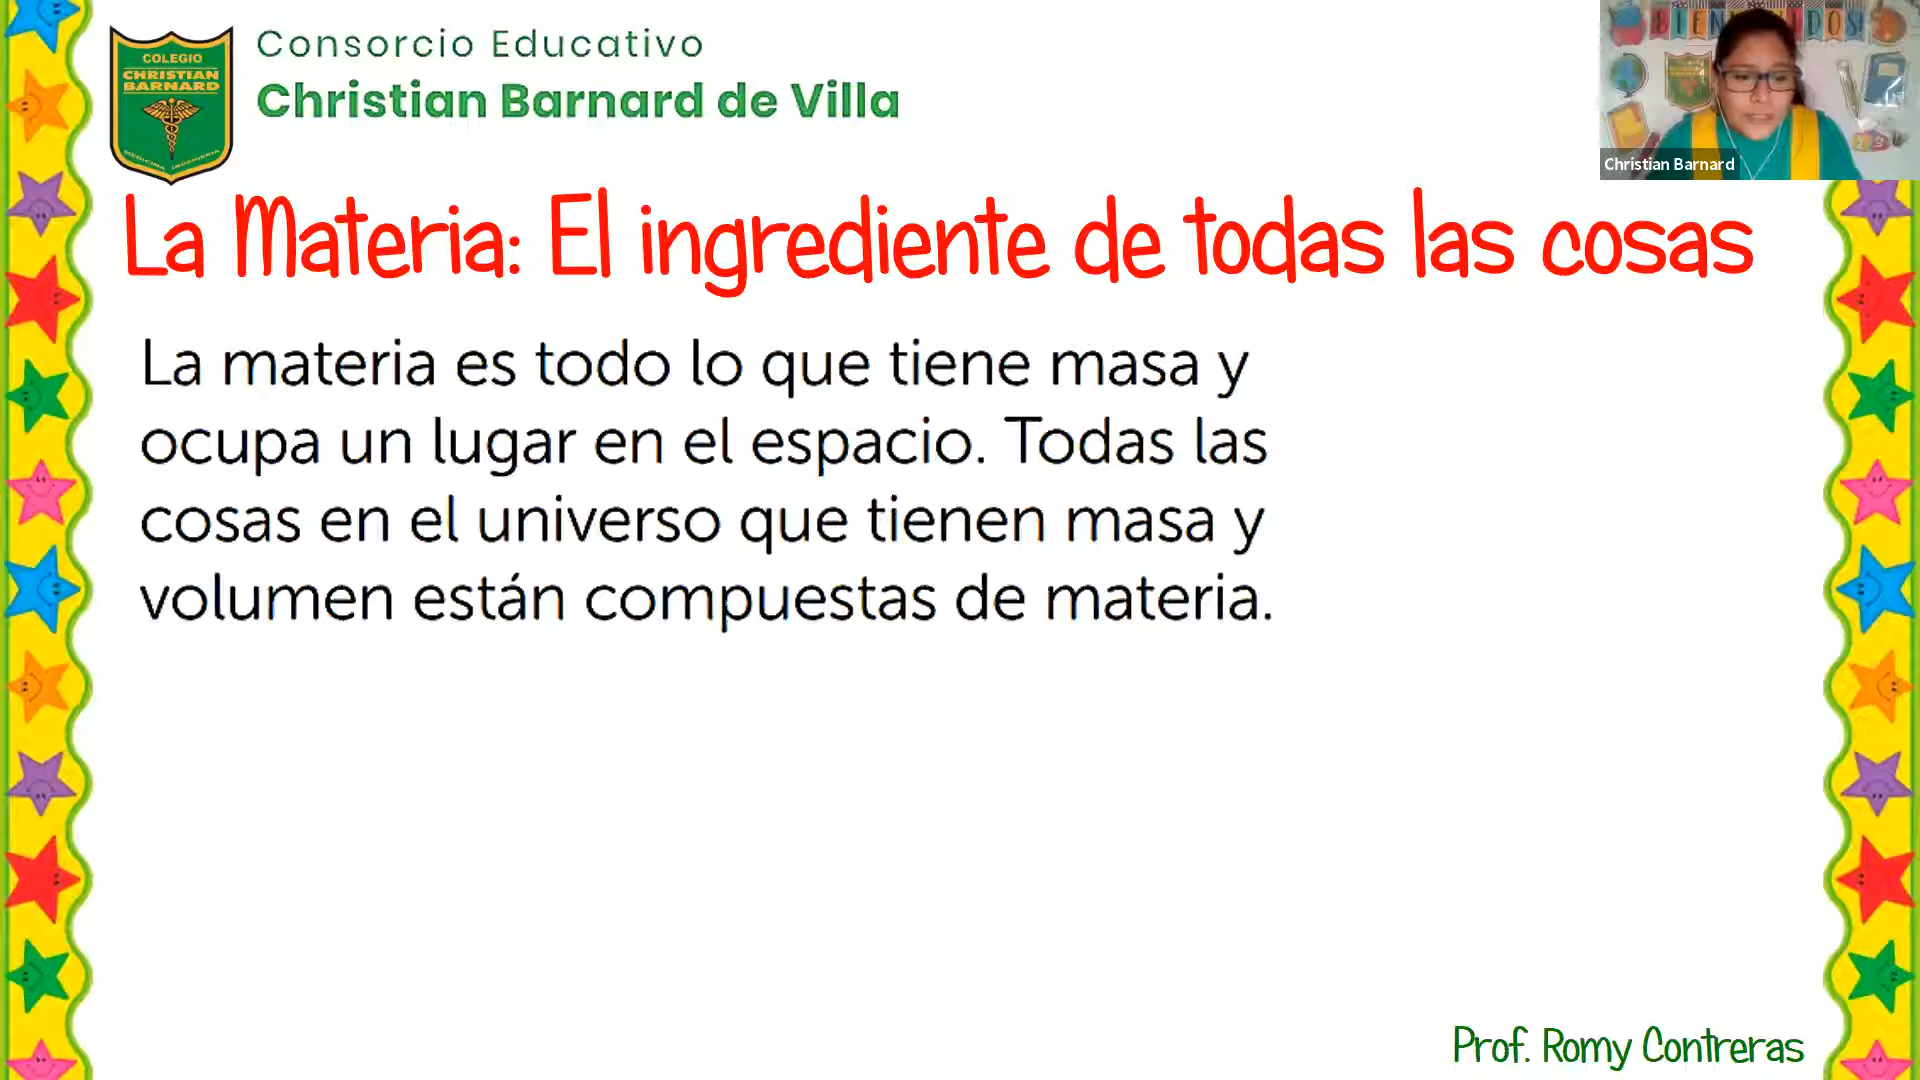 COLEGIO
CHRISTIAN
BARNARD
MEDICINA INGENIERIA
Consorcio Educativo
Christian Barnard de Villa
Christian Barnard
La Materia: El ingrediente de todas las cosas
La materia es todo lo que tiene masa y
ocupa un lugar en el espacio. Todas las
cosas en el universo que tienen masa y
volumen están compuestas de materia.
Prof. Romy Contreras